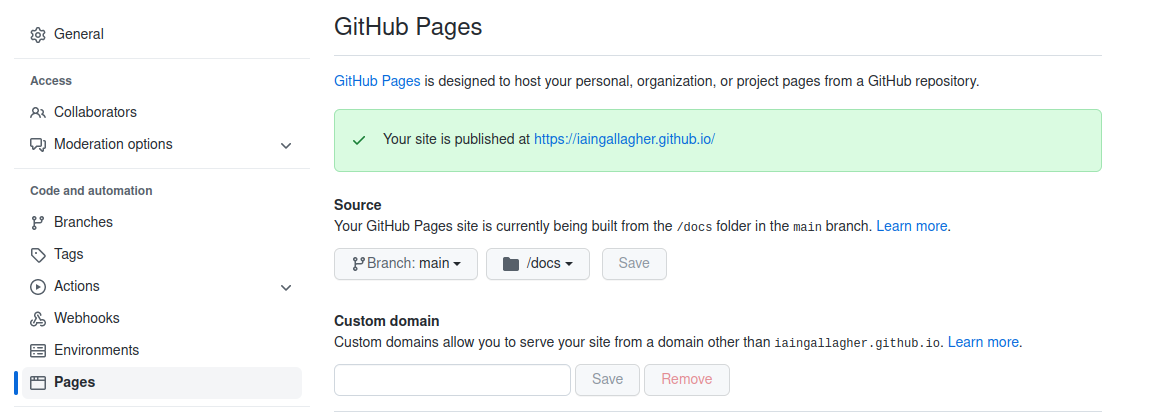 General
Access
Collaborators
Moderation options
Code and automation
Branches
Tags
Actions
Webhooks
Environments
Pages
GitHub Pages
GitHub Pages is designed to host your personal, organization, or project pages from a GitHub repository.
Your site is published at https://iaingallagher.github.io/
Source
Your GitHub Pages site is currently being built from the /docs folder in the main branch. Learn more.
Branch: main /docs Save
Custom domain
Custom domains allow you to serve your site from a domain other than iaingallagher.github.io. Learn more.
Save Remove